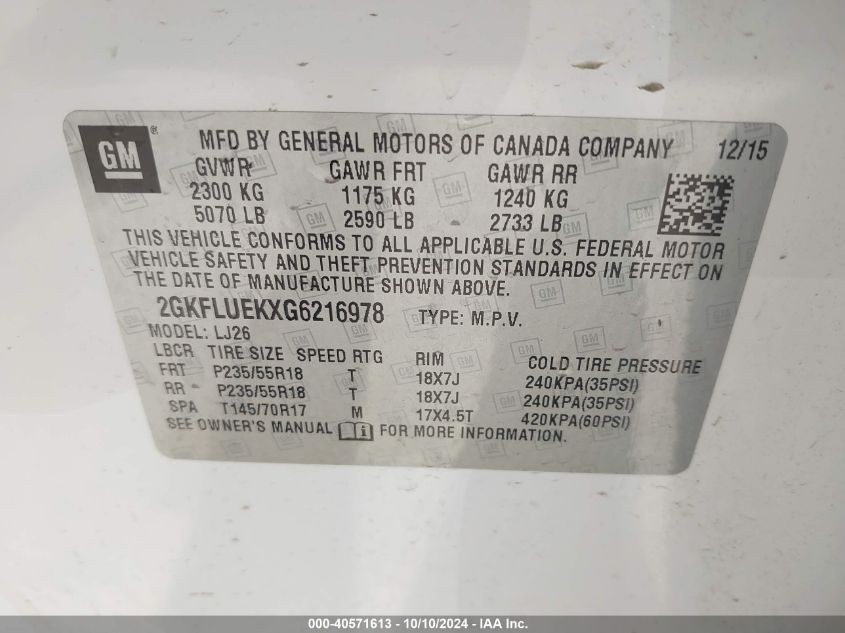 GM ® MFD BY GENERAL MOTORS OF CANADA COMPANY 12/15
GVWR GAWR FRT GAWR RR
2300 KG 1175 KG 1240 KG
5070 LB 2590 LB 2733 LB
THIS VEHICLE CONFORMS TO ALL APPLICABLE U.S. FEDERAL MOTOR
VEHICLE SAFETY AND THEFT PREVENTION STANDARDS IN EFFECT ON
THE DATE OF MANUFACTURE SHOWN ABOVE.
2GKFLUEKXG6216978 TYPE: M.P.V.
MODEL: LJ26
LBCR TIRE SIZE SPEED RTG RIM COLD TIRE PRESSURE
FRT P235/55R18 T 18X7J 240KPA(35PSI)
RR P235/55R18 T 18X7J 240KPA(35PSI)
SPA T145/70R17 M 17X4.5T 420KPA(60PSI)
SEE OWNER'S MANUAL FOR MORE INFORMATION.
000-40571613 - 10/10/2024 - IAA Inc.